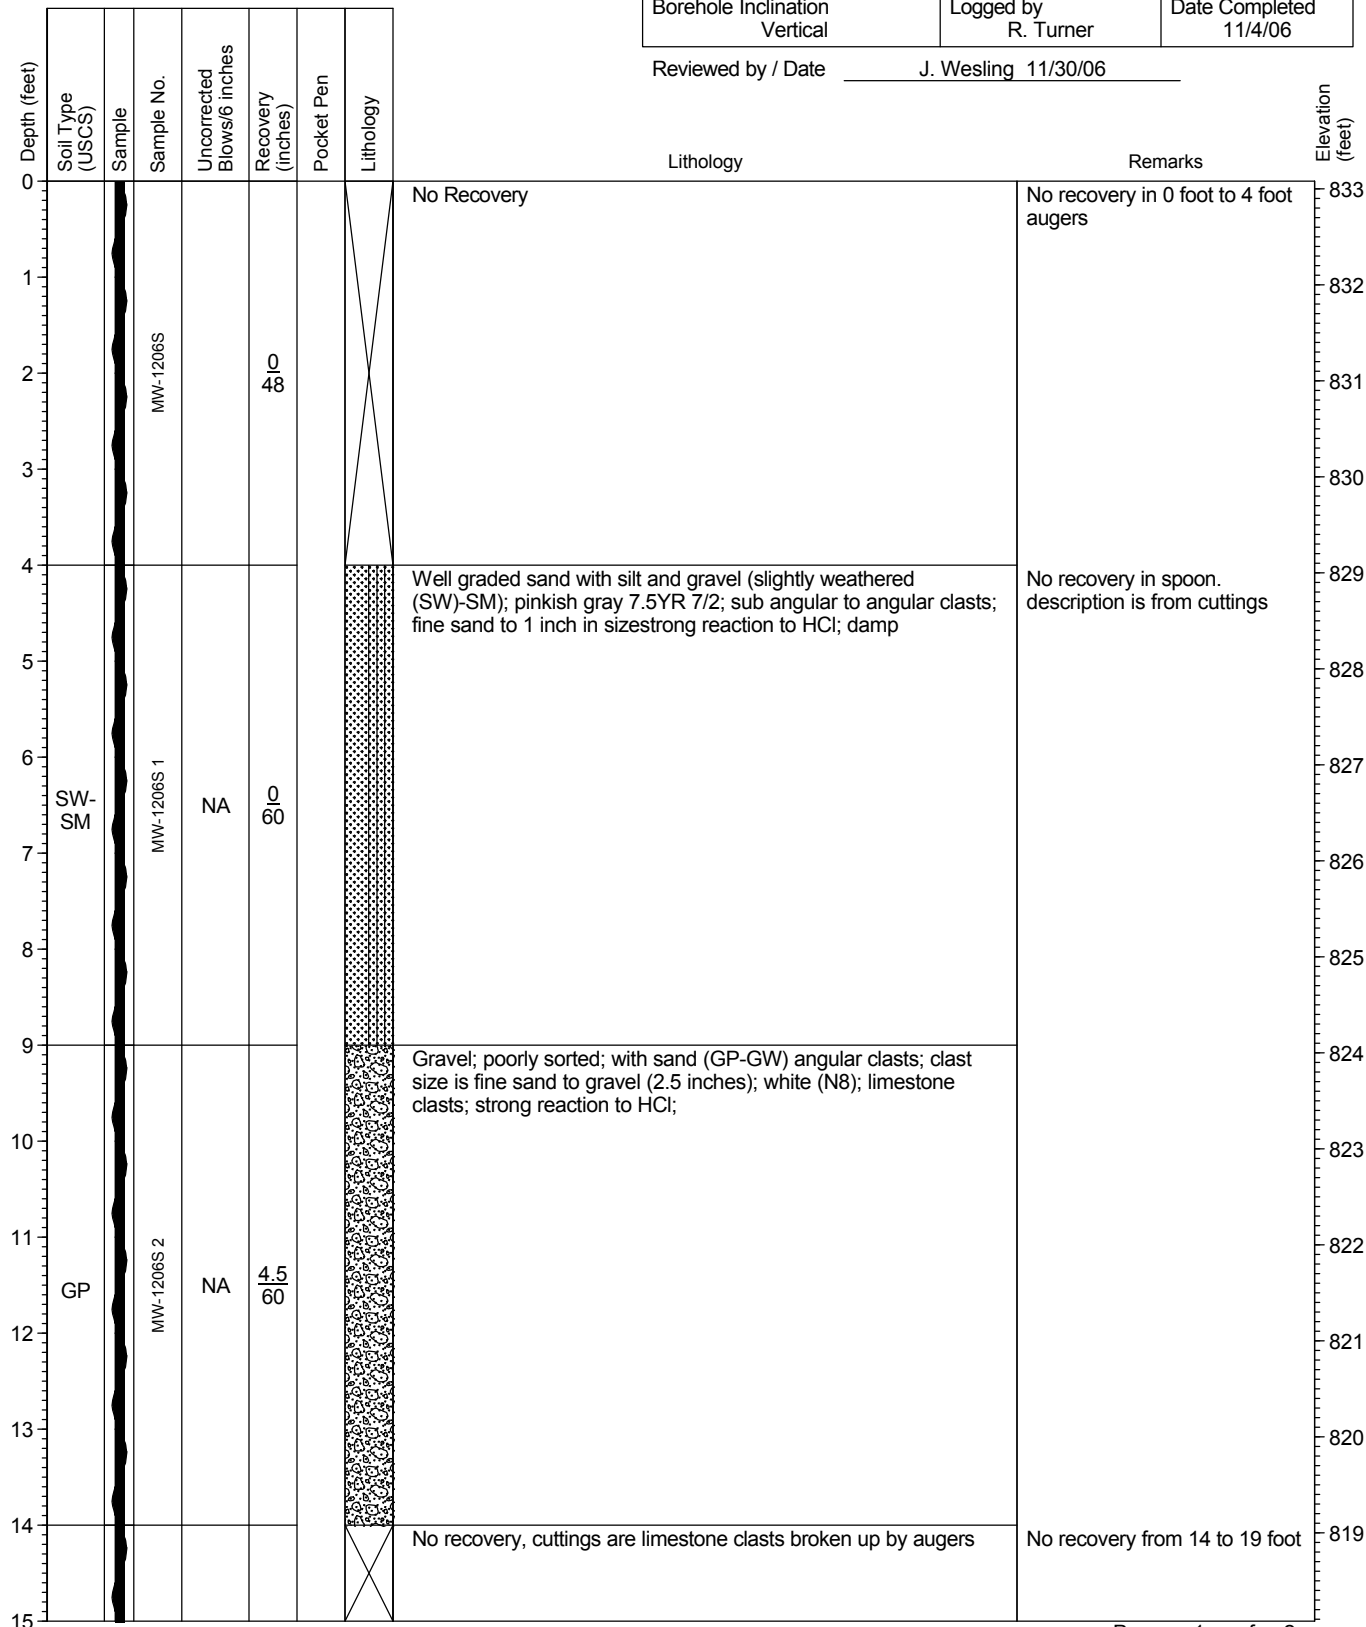 Borehole Inclination
Vertical
Logged by
R. Turner
Date Completed
11/4/06
Reviewed by / Date J. Wesling 11/30/06
Depth (feet)
Soil Type
(USCS)
Sample
Sample No.
Uncorrected
Blows/6 inches
Recovery
(inches)
Pocket Pen
Lithology
Lithology
Remarks
Elevation
(feet)
0
No Recovery
No recovery in 0 foot to 4 foot
augers
833
1
832
MW-1206S
0
48
2
831
3
830
4
Well graded sand with silt and gravel (slightly weathered
(SW)-SM); pinkish gray 7.5YR 7/2; sub angular to angular clasts;
fine sand to 1 inch in sizestrong reaction to HCl; damp
No recovery in spoon.
description is from cuttings
829
5
828
6
827
SW-
SM
MW-1206S 1
NA
0
60
7
826
8
825
9
Gravel; poorly sorted; with sand (GP-GW) angular clasts; clast
size is fine sand to gravel (2.5 inches); white (N8); limestone
clasts; strong reaction to HCl;
824
10
823
11
822
GP
MW-1206S 2
NA
4.5
60
12
821
13
820
14
No recovery, cuttings are limestone clasts broken up by augers
No recovery from 14 to 19 foot
819
15